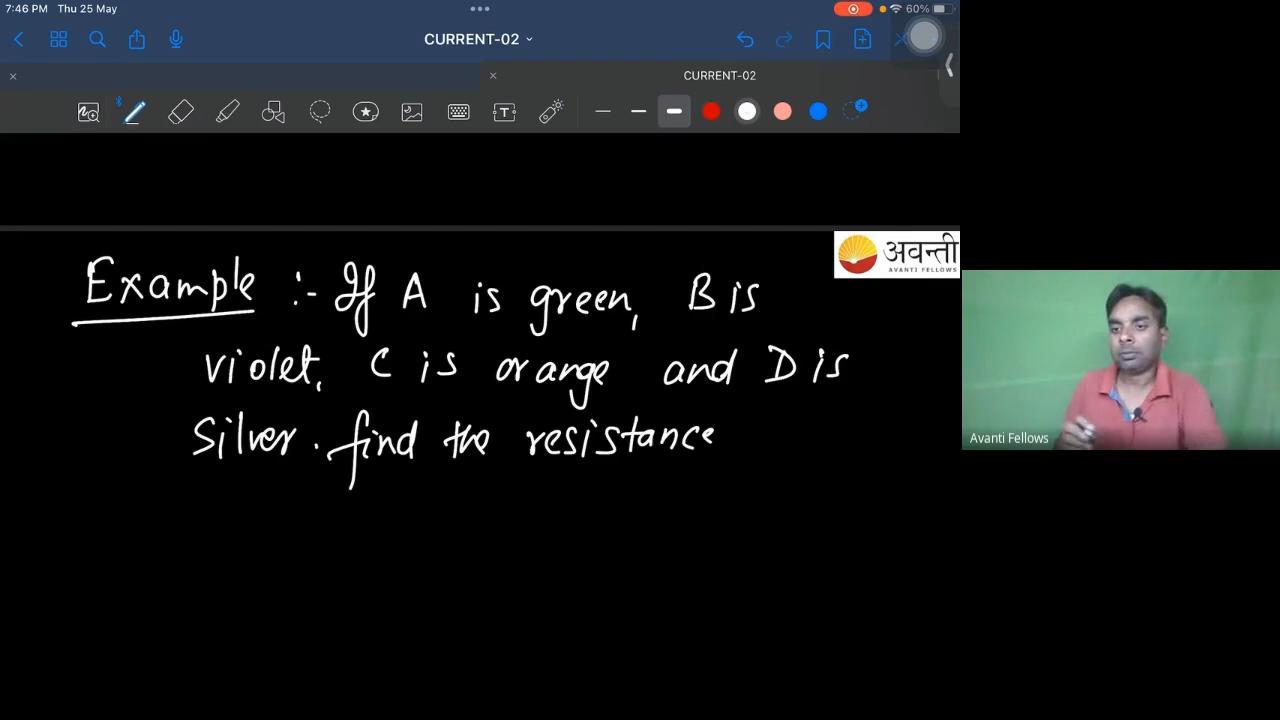 7:46 PM Thu 25 May
60%
CURRENT-02
CURRENT-02
T
अवन्ती
AVANTI FELLOWS
Example :- If A is green, B is
violet, C is orange and D is
Silver. find the resistance
Avanti Fellows